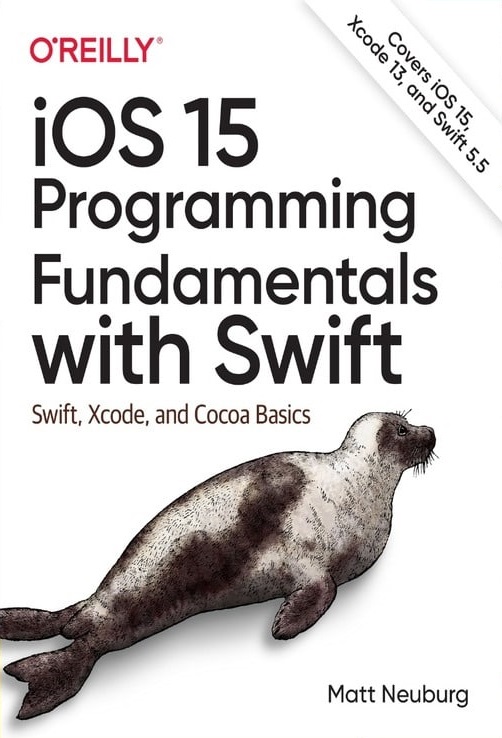 O'REILLY®
Covers iOS 15,
Xcode 13, and Swift 5.5
iOS 15
Programming
Fundamentals
with Swift
Swift, Xcode, and Cocoa Basics
Matt Neuburg